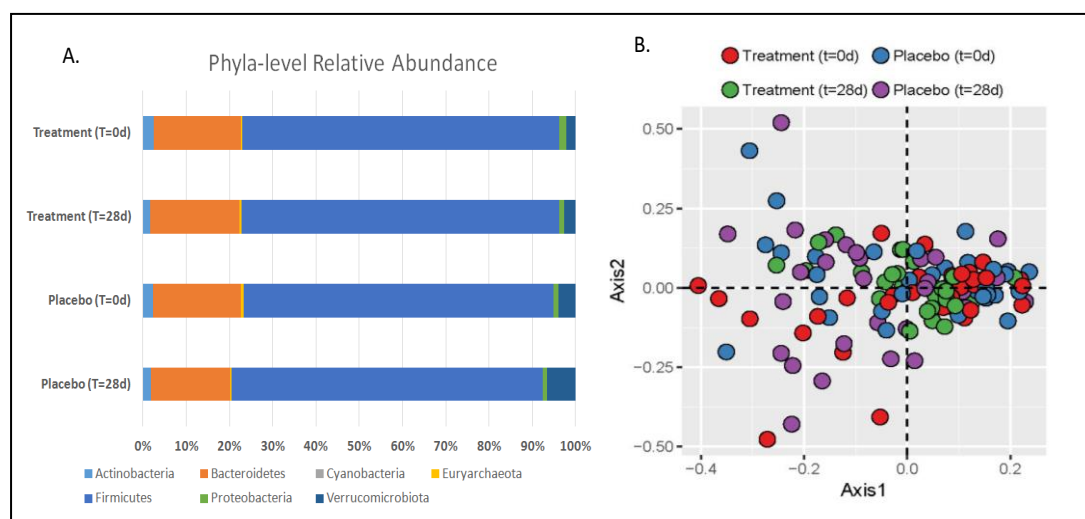 A.
Phyla-level Relative Abundance
Treatment (T=0d)
Treatment (T=28d)
Placebo (T=0d)
Placebo (T=28d)
0% 10% 20% 30% 40% 50% 60% 70% 80% 90% 100%
Actinobacteria Bacteroidetes Cyanobacteria Euryarchaeota
Firmicutes Proteobacteria Verrucomicrobiota
B.
Treatment (t=0d) Placebo (t=0d)
Treatment (t=28d) Placebo (t=28d)
Axis2
0.50
0.25
0.00
−0.25
−0.50
−0.4 −0.2 0.0 0.2
Axis1